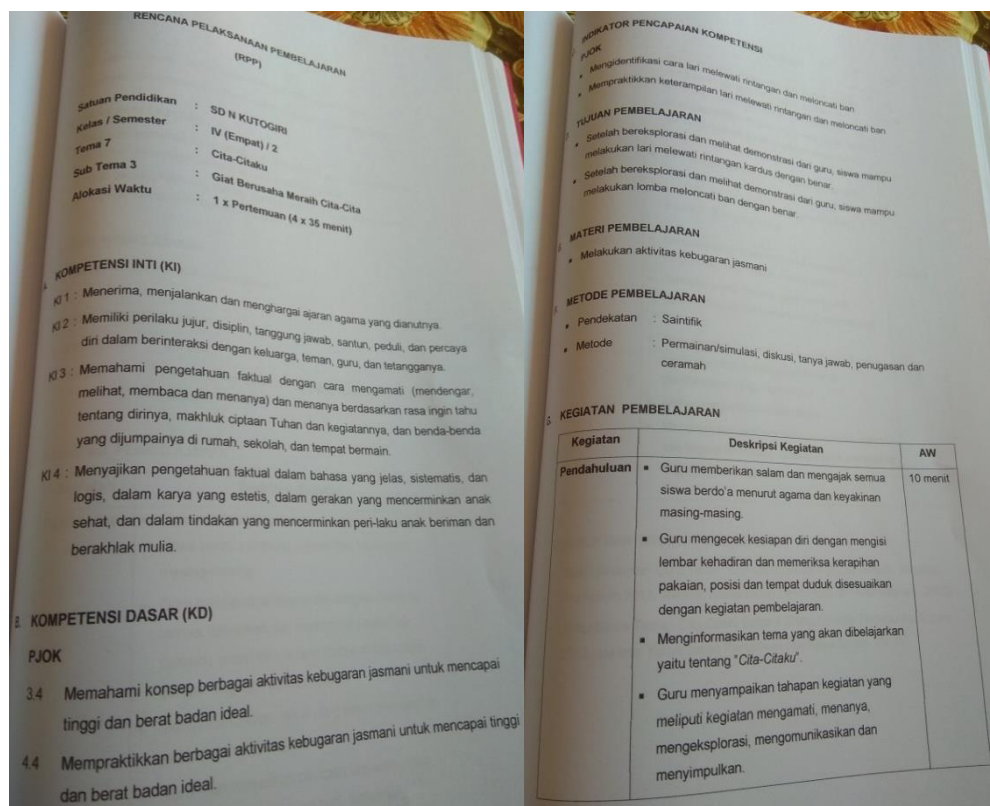 RENCANA PELAKSANAAN PEMBELAJARAN
(RPP)
Satuan Pendidikan : SD N KUTOGIRI
Kelas / Semester : IV (Empat) / 2
Tema 7 : Cita-Citaku
Sub Tema 3 : Giat Berusaha Meraih Cita-Cita
Alokasi Waktu : 1 x Pertemuan (4 x 35 menit)
KOMPETENSI INTI (KI)
KI 1 : Menerima, menjalankan dan menghargai ajaran agama yang dianutnya.
KI 2 : Memiliki perilaku jujur, disiplin, tanggung jawab, santun, peduli, dan percaya
diri dalam berinteraksi dengan keluarga, teman, guru, dan tetangganya.
KI 3 : Memahami pengetahuan faktual dengan cara mengamati (mendengar,
melihat, membaca dan menanya) dan menanya berdasarkan rasa ingin tahu
tentang dirinya, makhluk ciptaan Tuhan dan kegiatannya, dan benda-benda
yang dijumpainya di rumah, sekolah, dan tempat bermain.
KI 4 : Menyajikan pengetahuan faktual dalam bahasa yang jelas, sistematis, dan
logis, dalam karya yang estetis, dalam gerakan yang mencerminkan anak
sehat, dan dalam tindakan yang mencerminkan peri-laku anak beriman dan
berakhlak mulia.
B. KOMPETENSI DASAR (KD)
PJOK
3.4 Memahami konsep berbagai aktivitas kebugaran jasmani untuk mencapai
tinggi dan berat badan ideal.
4.4 Mempraktikkan berbagai aktivitas kebugaran jasmani untuk mencapai tinggi
dan berat badan ideal.
INDIKATOR PENCAPAIAN KOMPETENSI
PJOK
▪ Mengidentifikasi cara lari melewati rintangan dan meloncati ban
▪ Mempraktikkan keterampilan lari melewati rintangan dan meloncati ban
TUJUAN PEMBELAJARAN
▪ Setelah bereksplorasi dan melihat demonstrasi dari guru, siswa mampu
melakukan lari melewati rintangan kardus dengan benar.
▪ Setelah bereksplorasi dan melihat demonstrasi dari guru, siswa mampu
melakukan lomba meloncati ban dengan benar.
MATERI PEMBELAJARAN
▪ Melakukan aktivitas kebugaran jasmani
METODE PEMBELAJARAN
▪ Pendekatan : Saintifik
▪ Metode : Permainan/simulasi, diskusi, tanya jawab, penugasan dan
ceramah
G. KEGIATAN PEMBELAJARAN
Kegiatan Deskripsi Kegiatan AW
Pendahuluan ▪ Guru memberikan salam dan mengajak semua 10 menit
siswa berdo'a menurut agama dan keyakinan
masing-masing.
▪ Guru mengecek kesiapan diri dengan mengisi
lembar kehadiran dan memeriksa kerapihan
pakaian, posisi dan tempat duduk disesuaikan
dengan kegiatan pembelajaran.
▪ Menginformasikan tema yang akan dibelajarkan
yaitu tentang "Cita-Citaku".
▪ Guru menyampaikan tahapan kegiatan yang
meliputi kegiatan mengamati, menanya,
mengeksplorasi, mengomunikasikan dan
menyimpulkan.